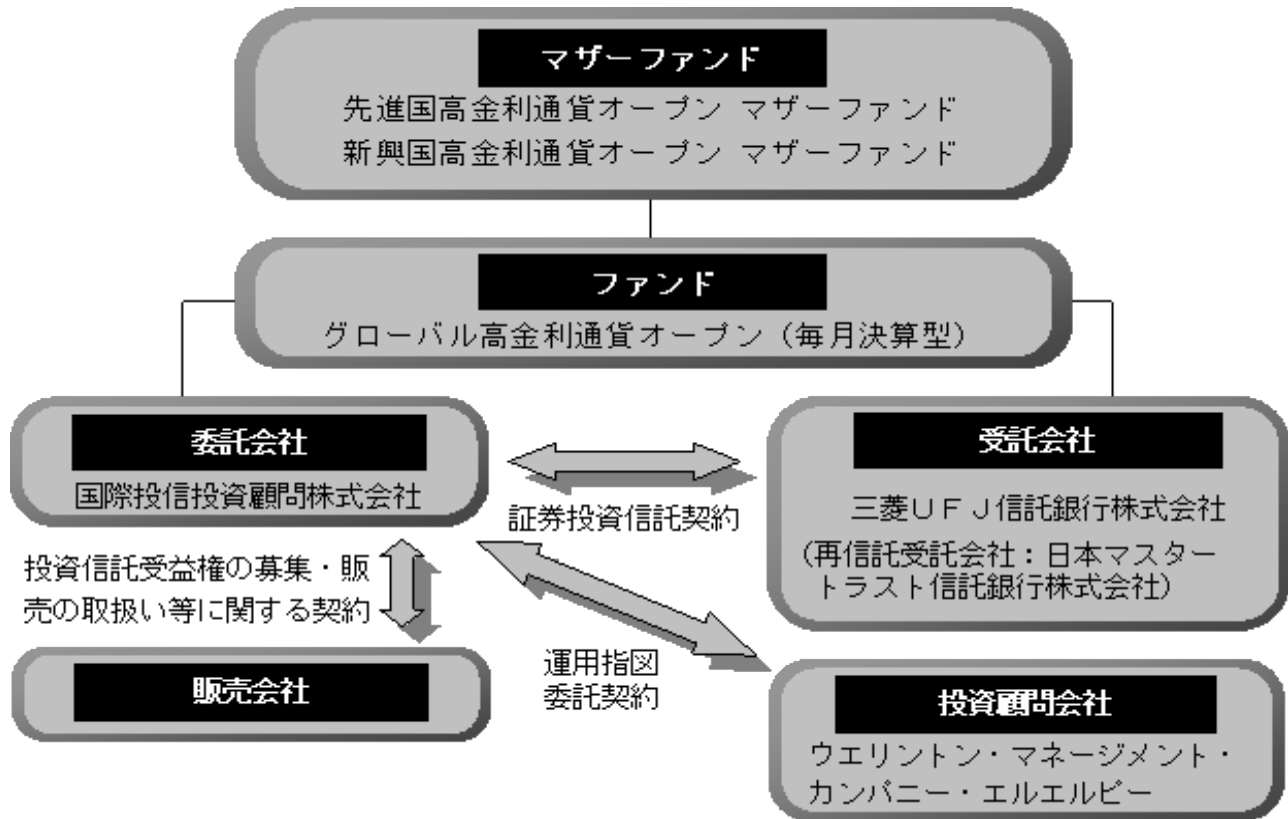 マザーファンド
先進国高金利通貨オープン マザーファンド
新興国高金利通貨オープン マザーファンド
ファンド
グローバル高金利通貨オープン（毎月決算型）
委託会社
国際投信投資顧問株式会社
証券投資信託契約
受託会社
三菱ＵＦＪ信託銀行株式会社
（再信託受託会社：日本マスター
トラスト信託銀行株式会社）
投資信託受益権の募集・販
売の取扱い等に関する契約
販売会社
運用指図
委託契約
投資顧問会社
ウエリントン・マネージメント・
カンパニー・エルエルピー